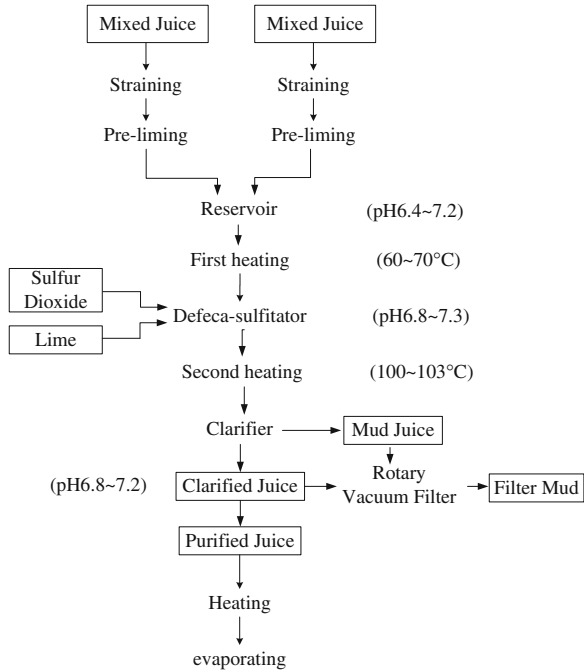 Mixed Juice
Mixed Juice
Straining
Straining
Pre-liming
Pre-liming
Reservoir
(pH6.4~7.2)
First heating
(60~70°C)
Sulfur
Dioxide
Defeca-sulfitator
(pH6.8~7.3)
Lime
Second heating
(100~103°C)
Clarifier
Mud Juice
(pH6.8~7.2)
Clarified Juice
Rotary
Vacuum Filter
Filter Mud
Purified Juice
Heating
evaporating